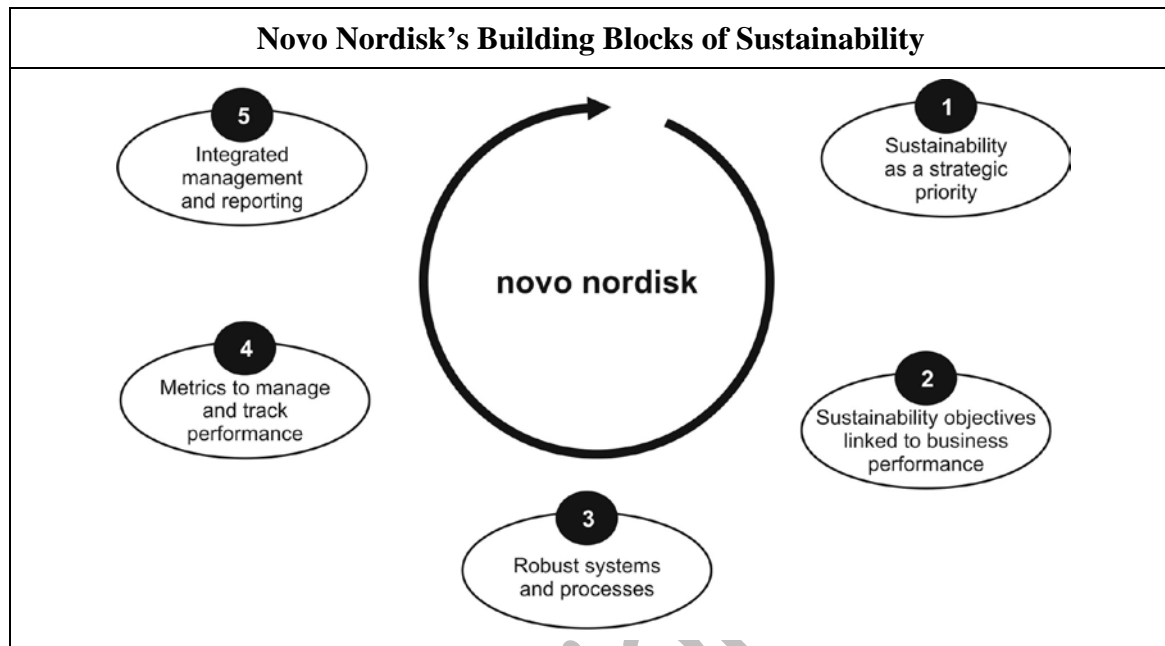 Novo Nordisk's Building Blocks of Sustainability
1
Sustainability
as a strategic
priority
2
Sustainability objectives
linked to business
performance
3
Robust systems
and processes
4
Metrics to manage
and track
performance
5
Integrated
management
and reporting
novo nordisk